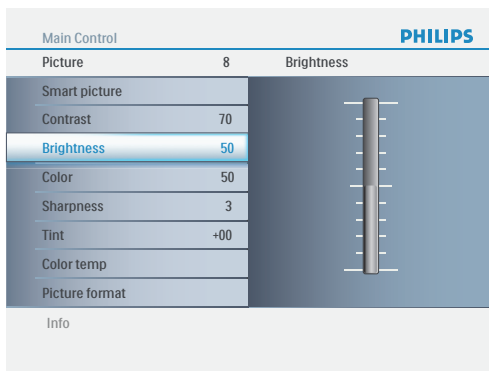 Main Control PHILIPS
Picture 8 Brightness
Smart picture
Contrast 70
Brightness 50
Color 50
Sharpness 3
Tint +00
Color temp
Picture format
Info